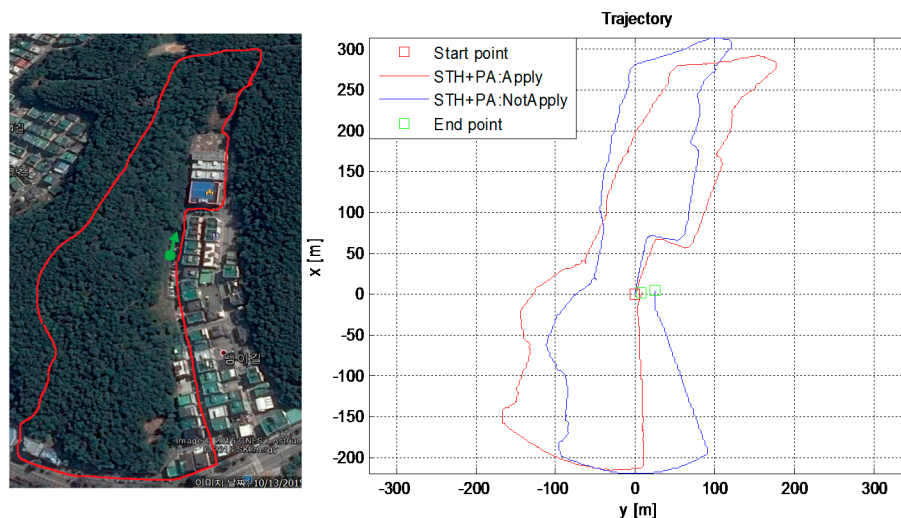 Trajectory
Start point
STH+PA:Apply
STH+PA:NotApply
End point
300
250
200
150
100
50
0
-50
-100
-150
-200
x [m]
-300
-200
-100
0
100
200
300
y [m]
이미지 날짜: 10/13/2015